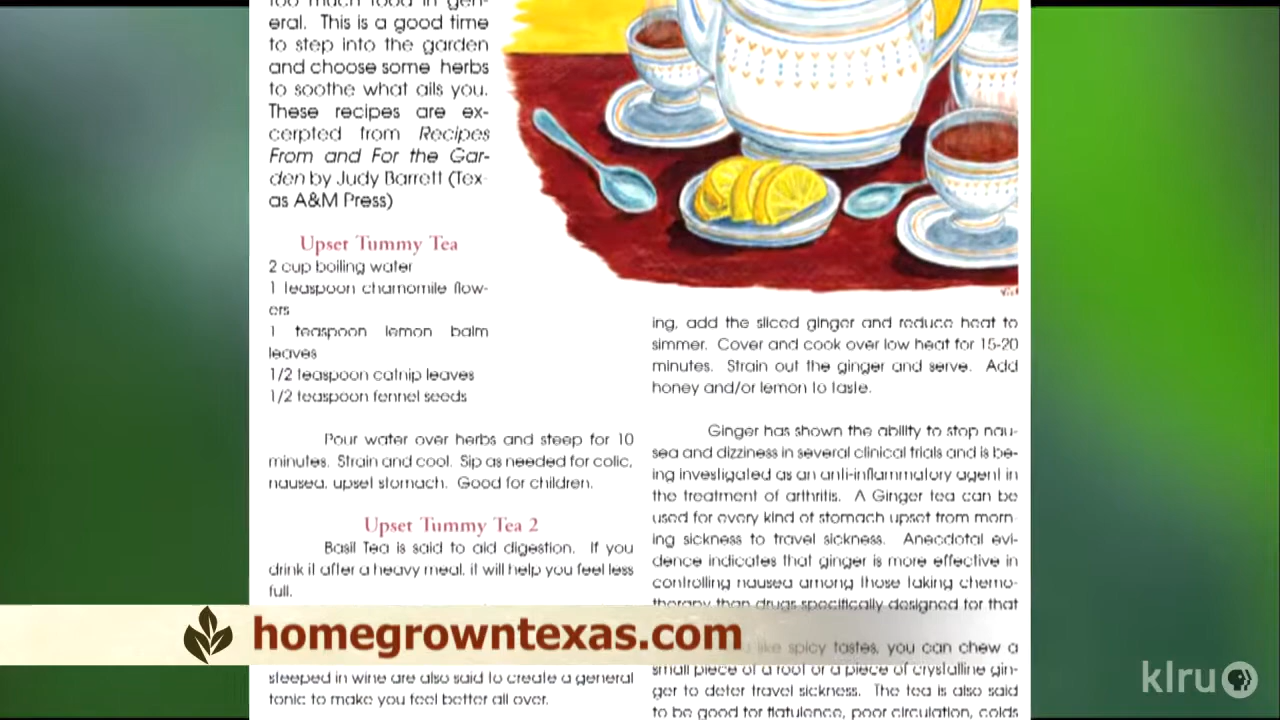 too much food in gen-
eral. This is a good time
to step into the garden
and choose some herbs
to soothe what ails you.
These recipes are ex-
cerpted from Recipes
From and For the Gar-
den by Judy Barrett (Tex-
as A&M Press)
Upset Tummy Tea
2 cup boiling water
1 teaspoon chamomile flow-
ers
1 teaspoon lemon balm
leaves
1/2 teaspoon catnip leaves
1/2 teaspoon fennel seeds
Pour water over herbs and steep for 10
minutes. Strain and cool. Sip as needed for colic,
nausea, upset stomach. Good for children.
Upset Tummy Tea 2
Basil Tea is said to aid digestion. If you
drink it after a heavy meal, it will help you feel less
full.
steeped in wine are also said to create a general
tonic to make you feel better all over.
ing, add the sliced ginger and reduce heat to
simmer. Cover and cook over low heat for 15-20
minutes. Strain out the ginger and serve. Add
honey and/or lemon to taste.
Ginger has shown the ability to stop nau-
sea and dizziness in several clinical trials and is be-
ing investigated as an anti-inflammatory agent in
the treatment of arthritis. A Ginger tea can be
used for every kind of stomach upset from morn-
ing sickness to travel sickness. Anecdotal evi-
dence indicates that ginger is more effective in
controlling nausea among those taking chemo-
therapy than drugs specifically designed for that
like spicy tastes, you can chew a
small piece of a root or a piece of crystalline gin-
ger to deter travel sickness. The tea is also said
to be good for flatulence, poor circulation, colds
homegrowntexas.com
klru